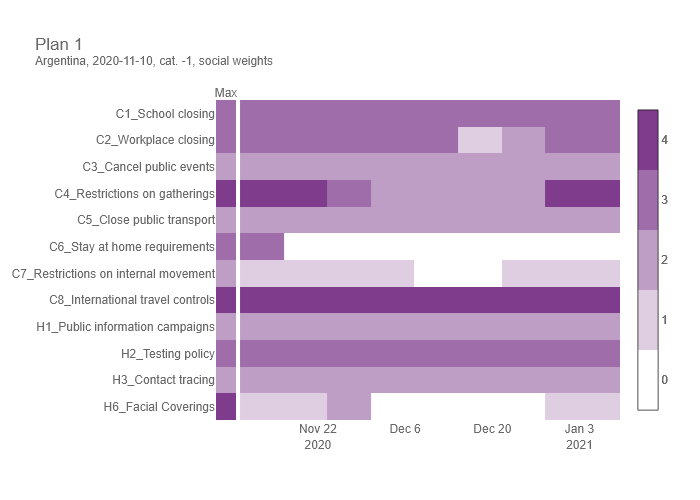 Plan 1
Argentina, 2020-11-10, cat. -1, social weights
Max
C1_School closing
C2_Workplace closing
C3_Cancel public events
C4_Restrictions on gatherings
C5_Close public transport
C6_Stay at home requirements
C7_Restrictions on internal movement
C8_International travel controls
H1_Public information campaigns
H2_Testing policy
H3_Contact tracing
H6_Facial Coverings
Nov 22 Dec 6 Dec 20 Jan 3
2020 2021
4
3
2
1
0